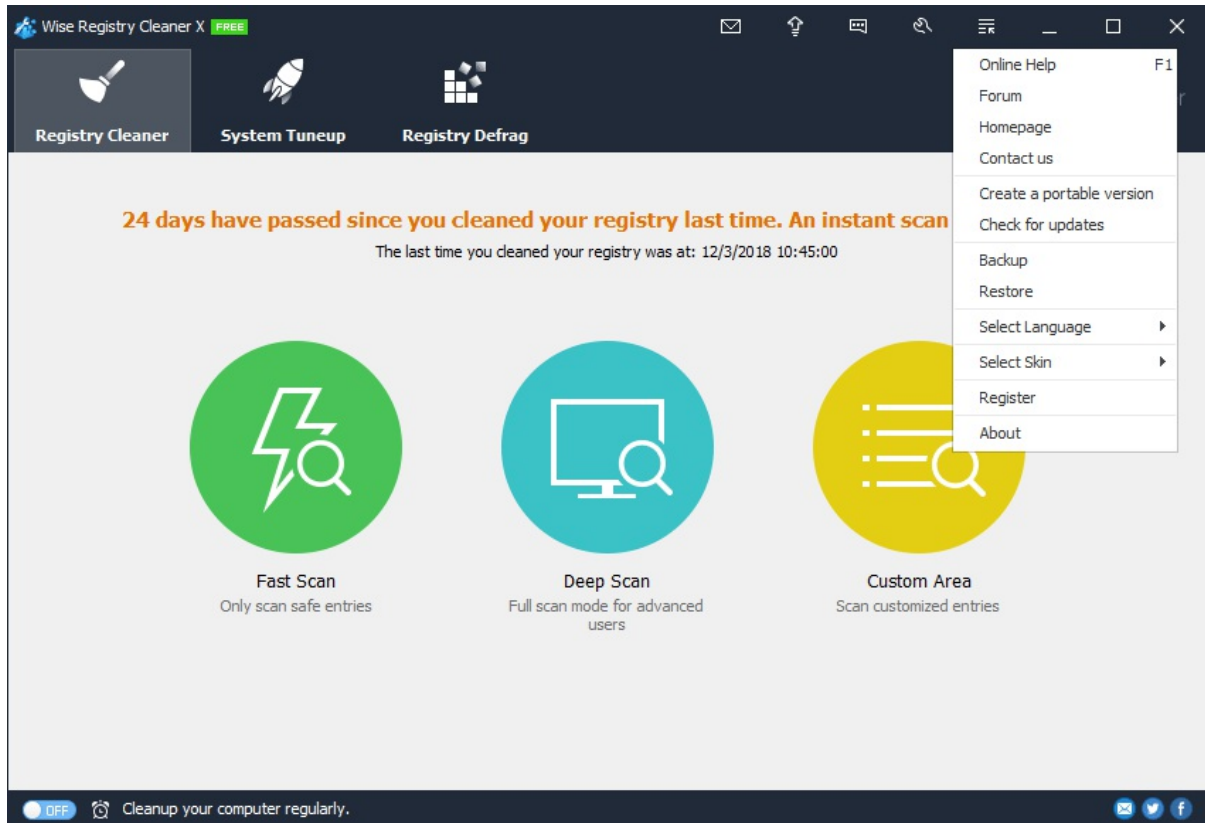 Wise Registry Cleaner X FREE
Registry Cleaner
System Tuneup
Registry Defrag
Online Help F1
Forum
Homepage
Contact us
Create a portable version
Check for updates
Backup
Restore
Select Language
Select Skin
Register
About
24 days have passed since you cleaned your registry last time. An instant scan
The last time you cleaned your registry was at: 12/3/2018 10:45:00
Fast Scan
Only scan safe entries
Deep Scan
Full scan mode for advanced
users
Custom Area
Scan customized entries
OFF
Cleanup your computer regularly.